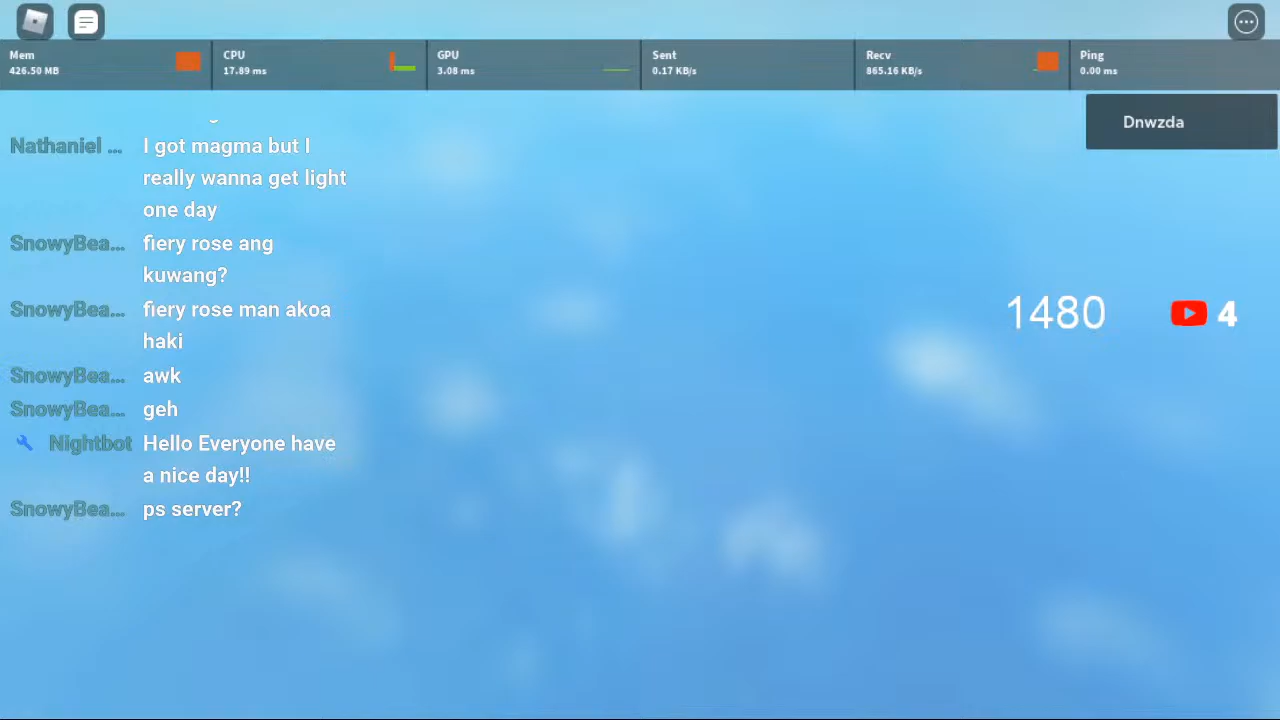 Mem
426.50 MB
CPU
17.89 ms
GPU
3.08 ms
Sent
0.17 KB/s
Recv
865.16 KB/s
Ping
0.00 ms
Dnwzda
Nathaniel ... I got magma but I
really wanna get light
one day
SnowyBea... fiery rose ang
kuwang?
SnowyBea... fiery rose man akoa
haki
SnowyBea... awk
SnowyBea... geh
Nightbot Hello Everyone have
a nice day!!
SnowyBea... ps server?
1480
4